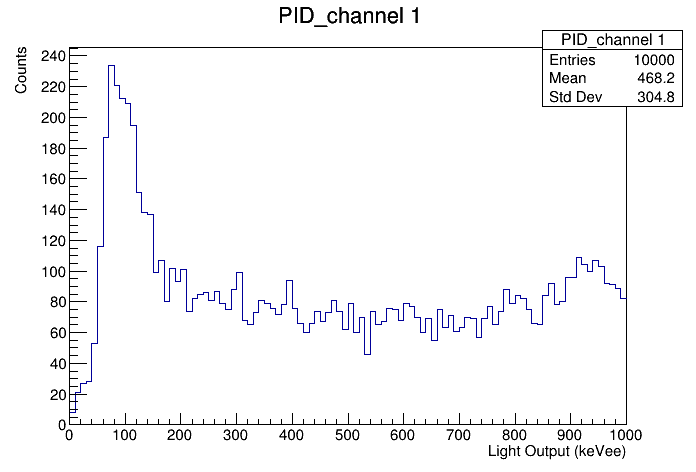 PID_channel 1
PID_channel 1
Entries 10000
Mean 468.2
Std Dev 304.8
Counts
240
220
200
180
160
140
120
100
80
60
40
20
0
0 100 200 300 400 500 600 700 800 900 1000
Light Output (keVee)